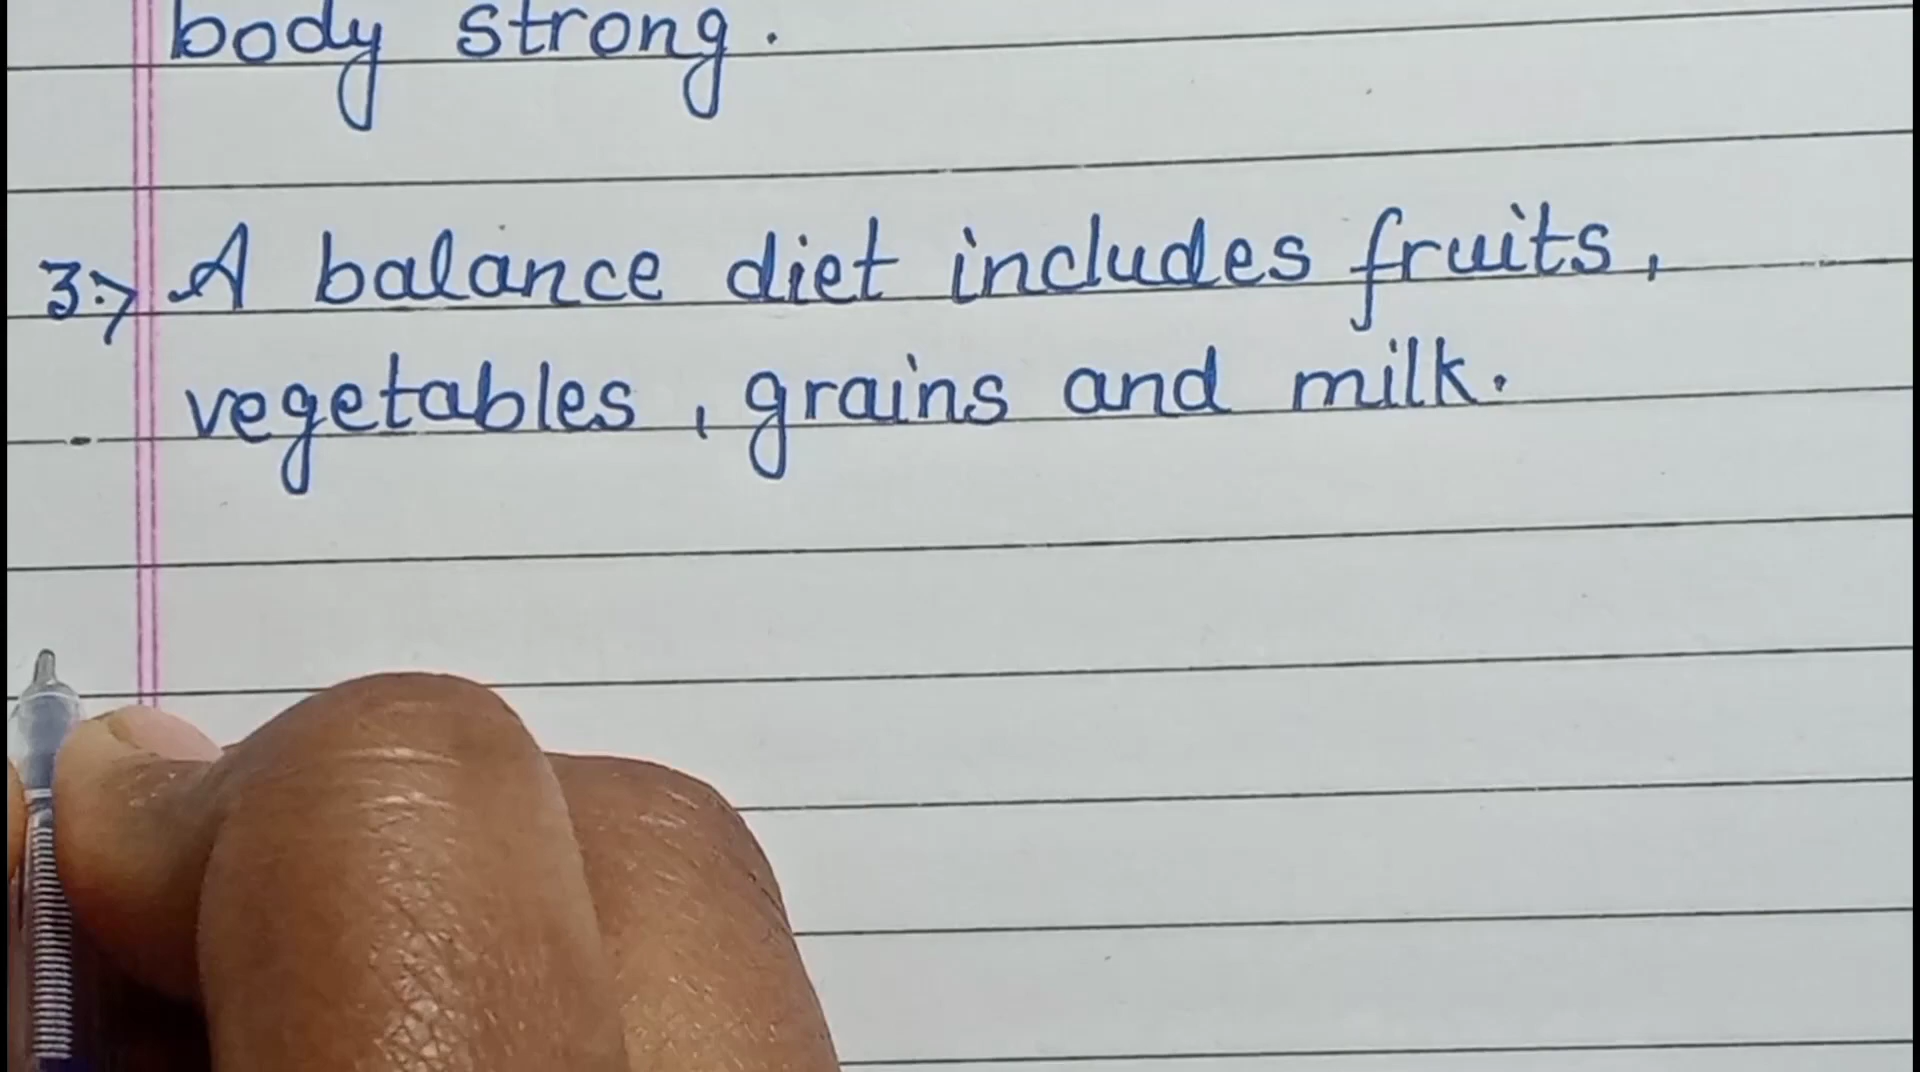 body strong.
3:> A balance diet includes fruits,
vegetables, grains and milk.